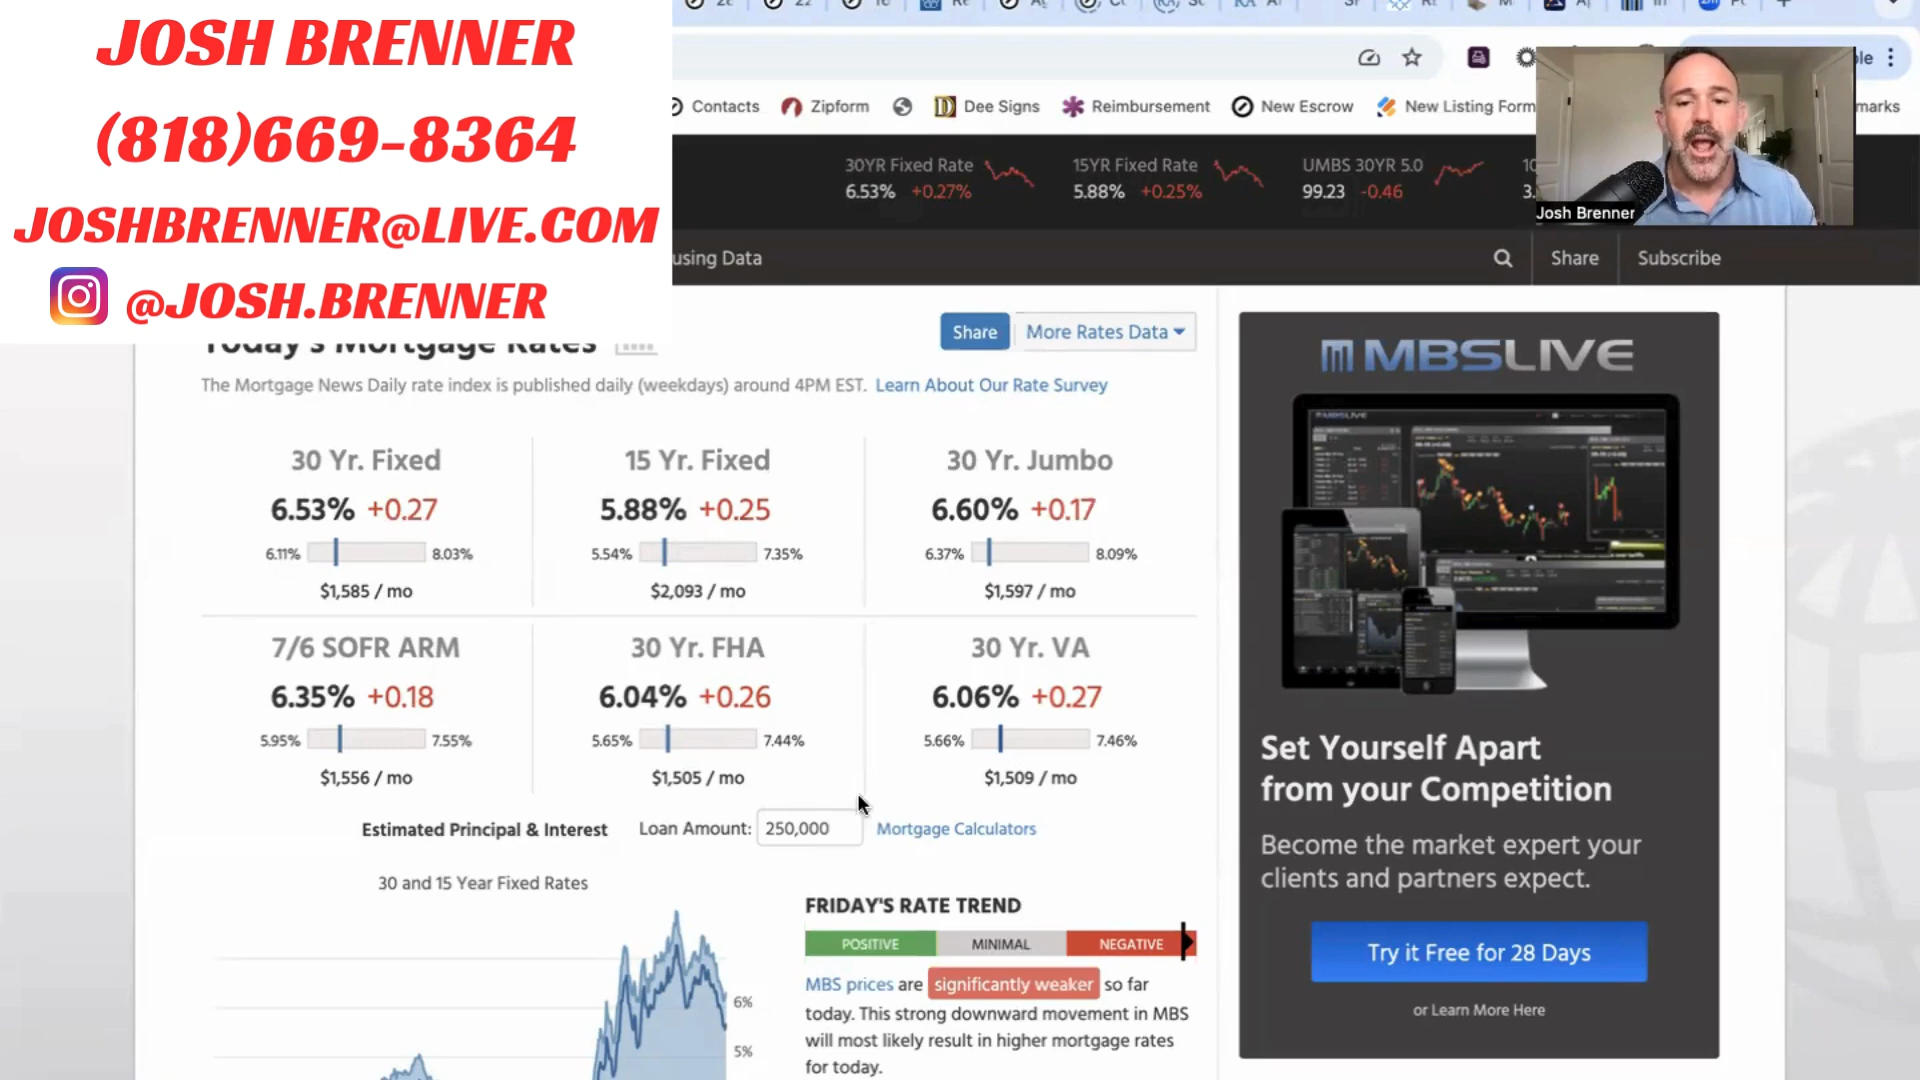 JOSH BRENNER
(818)669-8364
JOSHBRENNER@LIVE.COM
@JOSH.BRENNER
Contacts
Zipform
Dee Signs
Reimbursement
New Escrow
New Listing Form
marks
Josh Brenner
30YR Fixed Rate
6.53% +0.27%
15YR Fixed Rate
5.88% +0.25%
UMBS 30YR 5.0
99.23 -0.46
using Data
Share
Subscribe
Today's Mortgage Rates
Share
More Rates Data
The Mortgage News Daily rate index is published daily (weekdays) around 4PM EST. Learn About Our Rate Survey
30 Yr. Fixed
6.53% +0.27
6.11% 8.03%
$1,585 / mo
15 Yr. Fixed
5.88% +0.25
5.54% 7.35%
$2,093 / mo
30 Yr. Jumbo
6.60% +0.17
6.37% 8.09%
$1,597 / mo
7/6 SOFR ARM
6.35% +0.18
5.95% 7.55%
$1,556 / mo
30 Yr. FHA
6.04% +0.26
5.65% 7.44%
$1,505 / mo
30 Yr. VA
6.06% +0.27
5.66% 7.46%
$1,509 / mo
Estimated Principal & Interest Loan Amount: 250,000 Mortgage Calculators
30 and 15 Year Fixed Rates
6%
5%
FRIDAY'S RATE TREND
POSITIVE MINIMAL NEGATIVE
MBS prices are significantly weaker so far
today. This strong downward movement in MBS
will most likely result in higher mortgage rates
for today.
MBSLIVE
Set Yourself Apart
from your Competition
Become the market expert your
clients and partners expect.
Try it Free for 28 Days
or Learn More Here